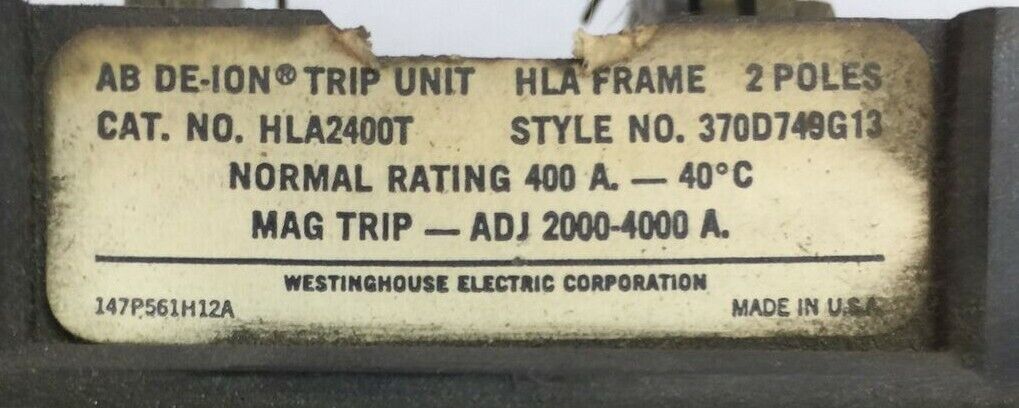 AB DE-ION® TRIP UNIT HLA FRAME 2 POLES
CAT. NO. HLA2400T STYLE NO. 370D749G13
NORMAL RATING 400 A. — 40°C
MAG TRIP — ADJ 2000-4000 A.
WESTINGHOUSE ELECTRIC CORPORATION
147P561H12A MADE IN U.S.A.